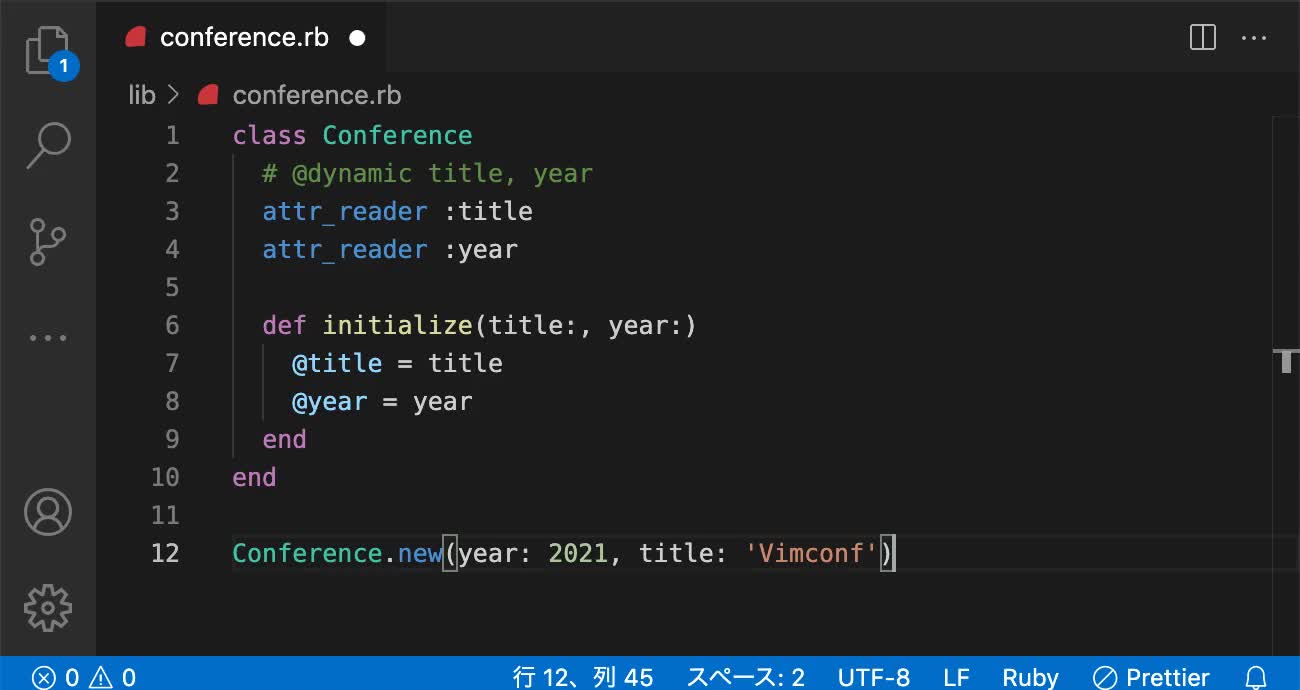 conference.rb
1
lib > conference.rb
1 class Conference
2   # @dynamic title, year
3   attr_reader :title
4   attr_reader :year
5
6   def initialize(title:, year:)
7     @title = title
8     @year = year
9   end
10 end
11
12 Conference.new(year: 2021, title: 'Vimconf')
0 0 行 12、列 45 スペース: 2 UTF-8 LF Ruby Prettier